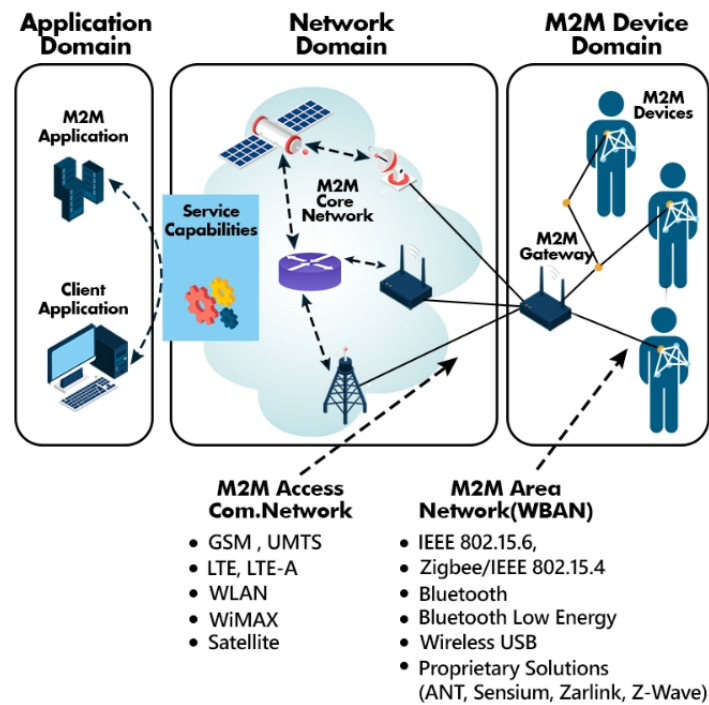 Application
Domain
Network
Domain
M2M Device
Domain
M2M
Application
Client
Application
Service
Capabilities
M2M
Core
Network
M2M
Devices
M2M
Gateway
M2M Access
Com.Network
• GSM , UMTS
• LTE, LTE-A
• WLAN
• WiMAX
• Satellite
M2M Area
Network(WBAN)
• IEEE 802.15.6,
• Zigbee/IEEE 802.15.4
• Bluetooth
• Bluetooth Low Energy
• Wireless USB
• Proprietary Solutions
(ANT, Sensium, Zarlink, Z-Wave)